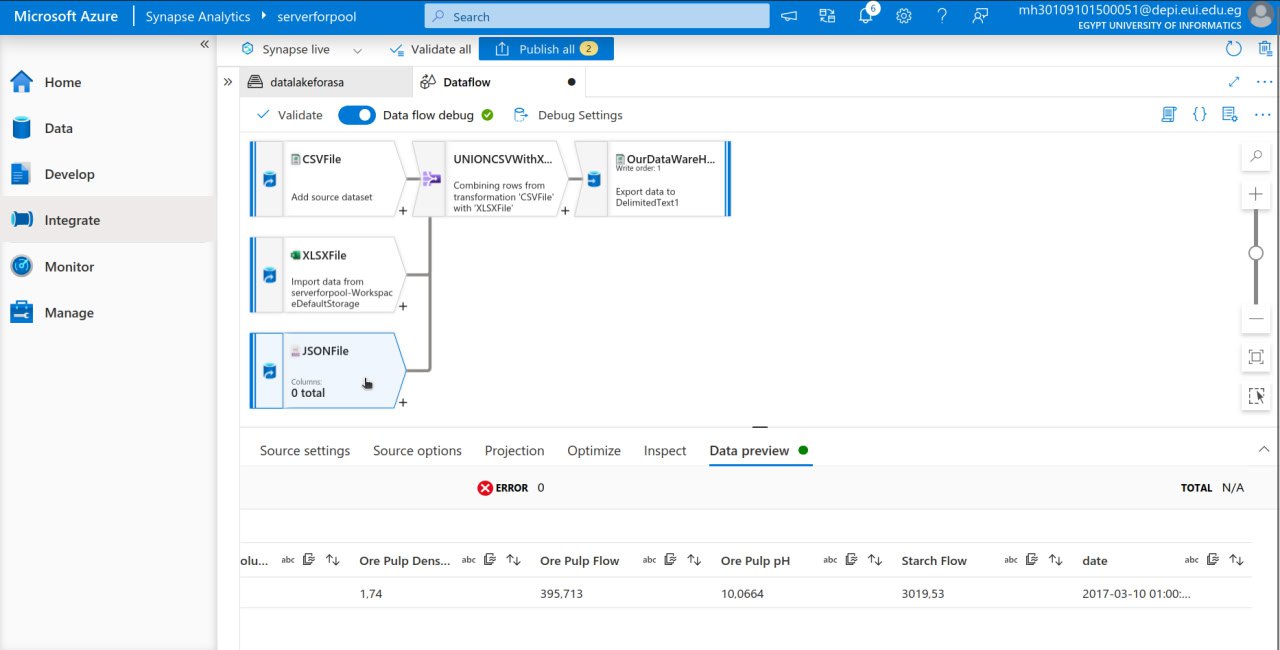 Microsoft Azure
Synapse Analytics
serverforpool
Search
6
mh30109101500051@depi.eui.edu.eg
EGYPT UNIVERSITY OF INFORMATICS
Synapse live
Validate all
Publish all
2
Home
Data
Develop
Integrate
Monitor
Manage
datalakeforasa
Dataflow
Validate
Data flow debug
Debug Settings
CSVFile
Add source dataset
UNIONCSVWithX...
Combining rows from
transformation 'CSVFile'
with 'XLSXFile'
OurDataWareH...
Write order: 1
Export data to
DelimitedText1
XLSXFile
Import data from
serverforpool-Workspac
eDefaultStorage
JSONFile
Columns:
0 total
Source settings
Source options
Projection
Optimize
Inspect
Data preview
ERROR 0
TOTAL N/A
olu... abc
Ore Pulp Dens... abc
Ore Pulp Flow abc
Ore Pulp pH abc
Starch Flow abc
date abc
1,74
395,713
10,0664
3019,53
2017-03-10 01:00:...